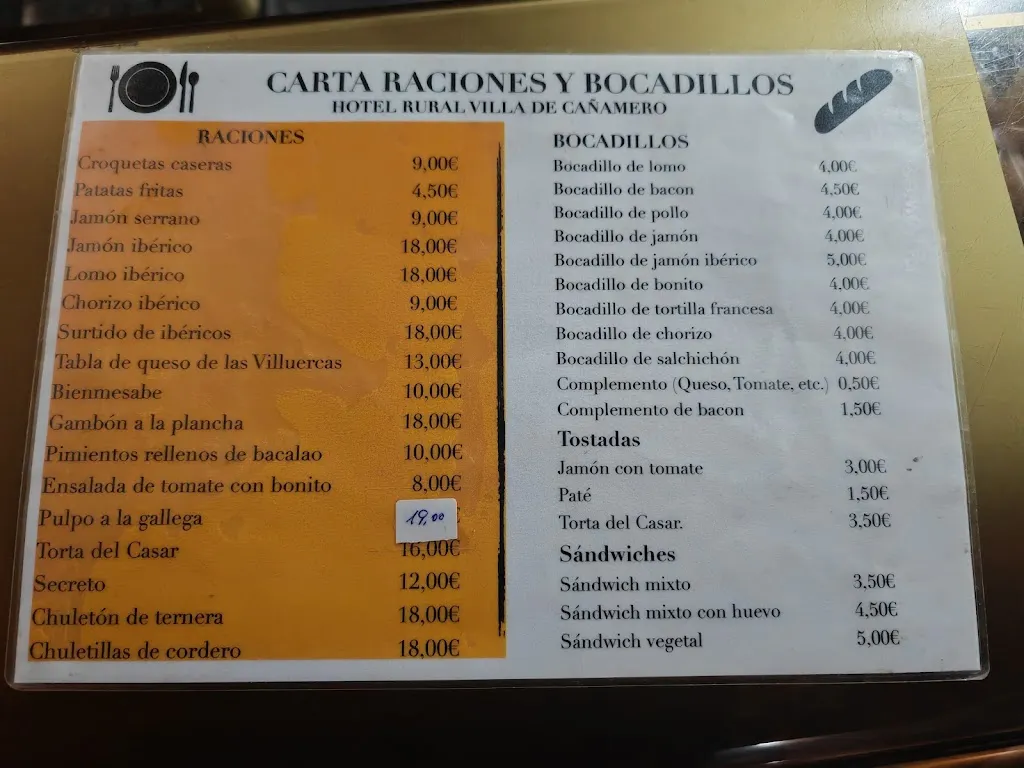 CARTA RACIONES Y BOCADILLOS
HOTEL RURAL VILLA DE CAÑAMERO
RACIONES
Croquetas caseras 9,00€
Patatas fritas 4,50€
Jamón serrano 9,00€
Jamón ibérico 18,00€
Lomo ibérico 18,00€
Chorizo ibérico 9,00€
Surtido de ibéricos 18,00€
Tabla de queso de las Villuercas 13,00€
Bienmesabe 10,00€
Gambón a la plancha 18,00€
Pimientos rellenos de bacalao 10,00€
Ensalada de tomate con bonito 8,00€
Pulpo a la gallega 19,00
Torta del Casar 16,00€
Secreto 12,00€
Chuletón de ternera 18,00€
Chuletillas de cordero 18,00€
BOCADILLOS
Bocadillo de lomo 4,00€
Bocadillo de bacon 4,50€
Bocadillo de pollo 4,00€
Bocadillo de jamón 4,00€
Bocadillo de jamón ibérico 5,00€
Bocadillo de bonito 4,00€
Bocadillo de tortilla francesa 4,00€
Bocadillo de chorizo 4,00€
Bocadillo de salchichón 4,00€
Complemento (Queso, Tomate, etc.) 0,50€
Complemento de bacon 1,50€
Tostadas
Jamón con tomate 3,00€
Paté 1,50€
Torta del Casar. 3,50€
Sándwiches
Sándwich mixto 3,50€
Sándwich mixto con huevo 4,50€
Sándwich vegetal 5,00€